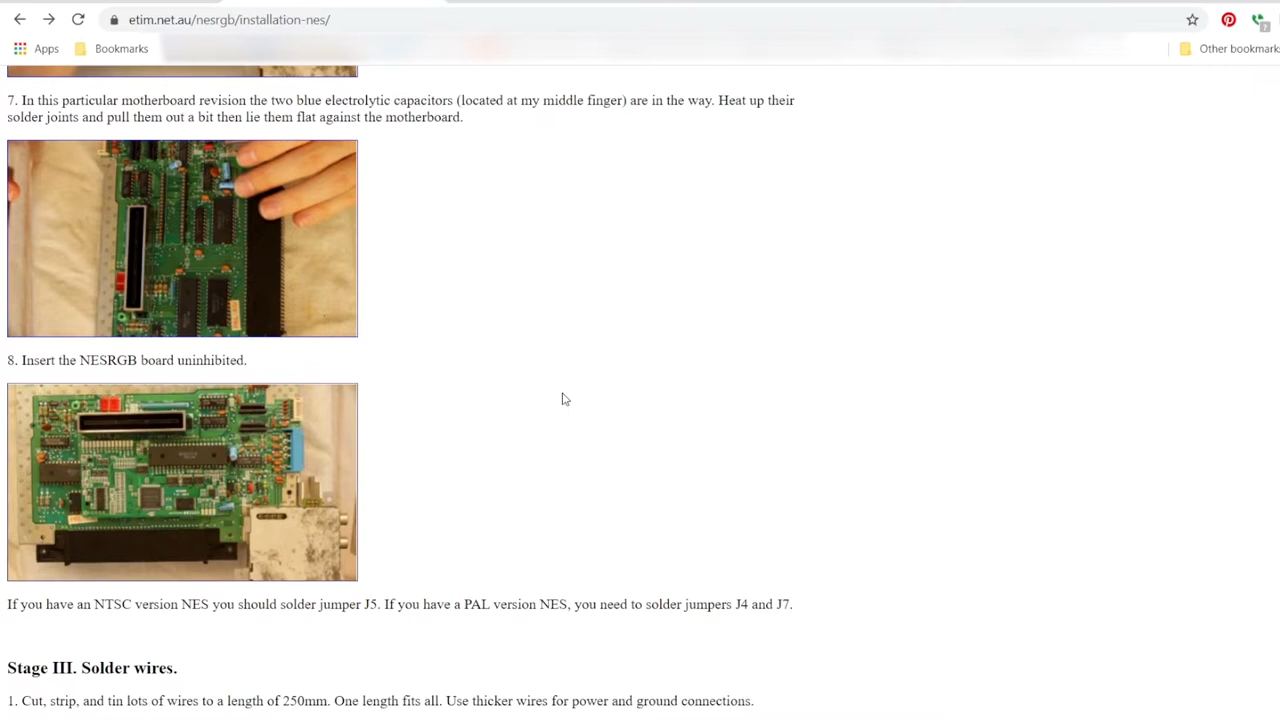 etim.net.au/nesrgb/installation-nes/
Apps
Bookmarks
Other bookmarks
7. In this particular motherboard revision the two blue electrolytic capacitors (located at my middle finger) are in the way. Heat up their
solder joints and pull them out a bit then lie them flat against the motherboard.
8. Insert the NESRGB board uninhibited.
If you have an NTSC version NES you should solder jumper J5. If you have a PAL version NES, you need to solder jumpers J4 and J7.
Stage III. Solder wires.
1. Cut, strip, and tin lots of wires to a length of 250mm. One length fits all. Use thicker wires for power and ground connections.